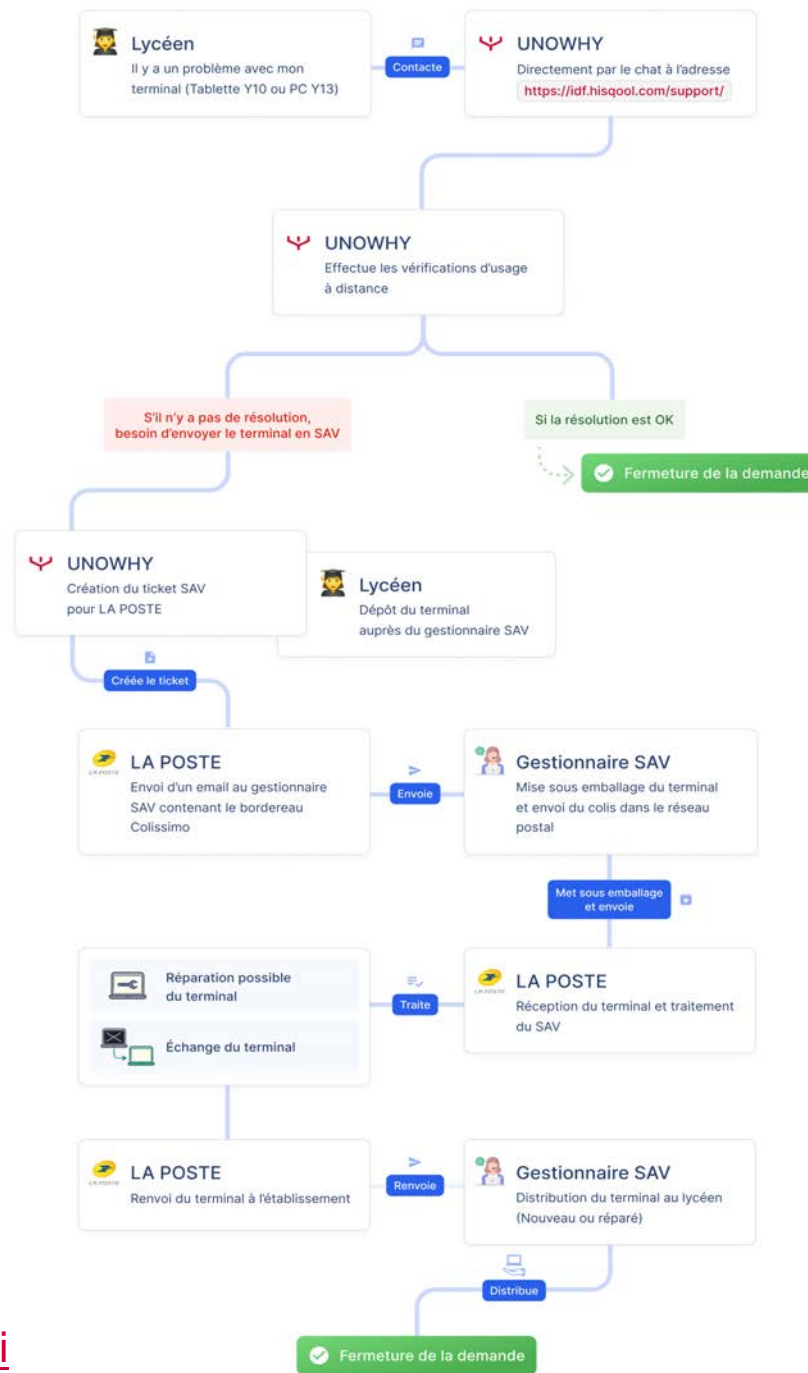 Lycéen
Il y a un problème avec mon
terminal (Tablette Y10 ou PC Y13)
Contacte
UNOWHY
Directement par le chat à l'adresse
https://idf.hisqool.com/support/
UNOWHY
Effectue les vérifications d'usage
à distance
S'il n'y a pas de résolution,
besoin d'envoyer le terminal en SAV
Si la résolution est OK
Fermeture de la demande
UNOWHY
Création du ticket SAV
pour LA POSTE
Lycéen
Dépôt du terminal
auprès du gestionnaire SAV
Créée le ticket
LA POSTE
LA POSTE
Envoi d'un email au gestionnaire
SAV contenant le bordereau
Colissimo
Envoie
Gestionnaire SAV
Mise sous emballage du terminal
et envoi du colis dans le réseau
postal
Met sous emballage
et envoie
Réparation possible
du terminal
Échange du terminal
Traite
LA POSTE
LA POSTE
Réception du terminal et traitement
du SAV
LA POSTE
LA POSTE
Renvoi du terminal à l'établissement
Renvoie
Gestionnaire SAV
Distribution du terminal au lycéen
(Nouveau ou réparé)
Distribue
i
Fermeture de la demande